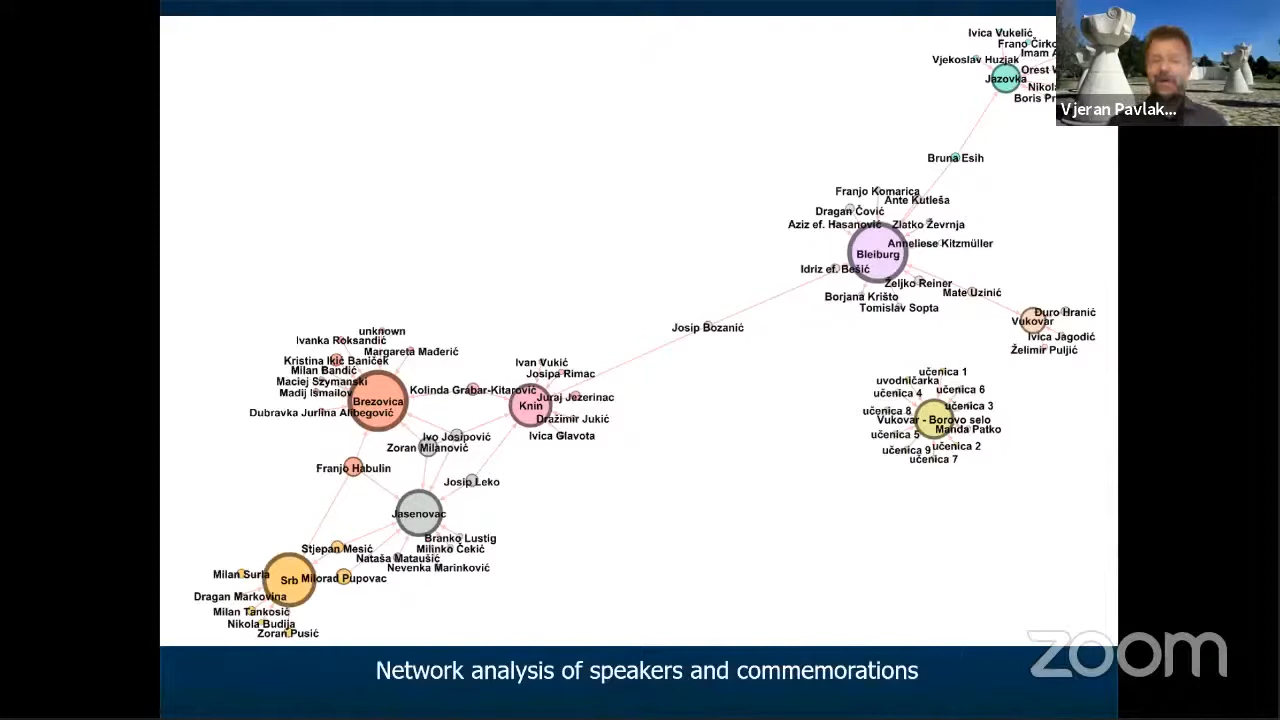 Ivica Vukelić
Frano Čirko
Imam A
Vjekoslav Huzjak
Orest
Jazovka
Nikola
Boris Pr
Vjeran Pavlak...
Bruna Esih
Franjo Komarica
Ante Kutleša
Dragan Čović
Aziz ef. Hasanović
Zlatko Ževrnja
Anneliese Kitzmüller
Bleiburg
Idriz ef. Bešić
Željko Reiner
Mate Uzinić
Borjana Krišto
Tomislav Sopta
Đuro Hranić
Vukovar
Ivica Jagodić
Želimir Puljić
Josip Bozanić
unknown
Ivanka Roksandić
Margareta Mađerić
Kristina Ikić Baniček
Milan Bandić
Maciej Szymanski
Madij Ismailov
Brezovica
Dubravka Jurlina Alibegović
Kolinda Grabar-Kitarović
Ivan Vukić
Josipa Rimac
Juraj Jezerinac
Knin
Dražimir Jukić
Ivica Glavota
Ivo Josipović
Zoran Milanović
Franjo Habulin
Josip Leko
Jasenovac
Branko Lustig
Milinko Čekić
Nataša Mataušić
Nevenka Marinković
Stjepan Mesić
Milorad Pupovac
Srb
Milan Surla
Dragan Markovina
Milan Tankosić
Nikola Budija
Zoran Pusić
učenica 1
uvodničarka
učenica 6
učenica 4
učenica 3
učenica 8
Vukovar - Borovo selo
Manda Patko
učenica 5
učenica 2
učenica 9
učenica 7
zoom
Network analysis of speakers and commemorations